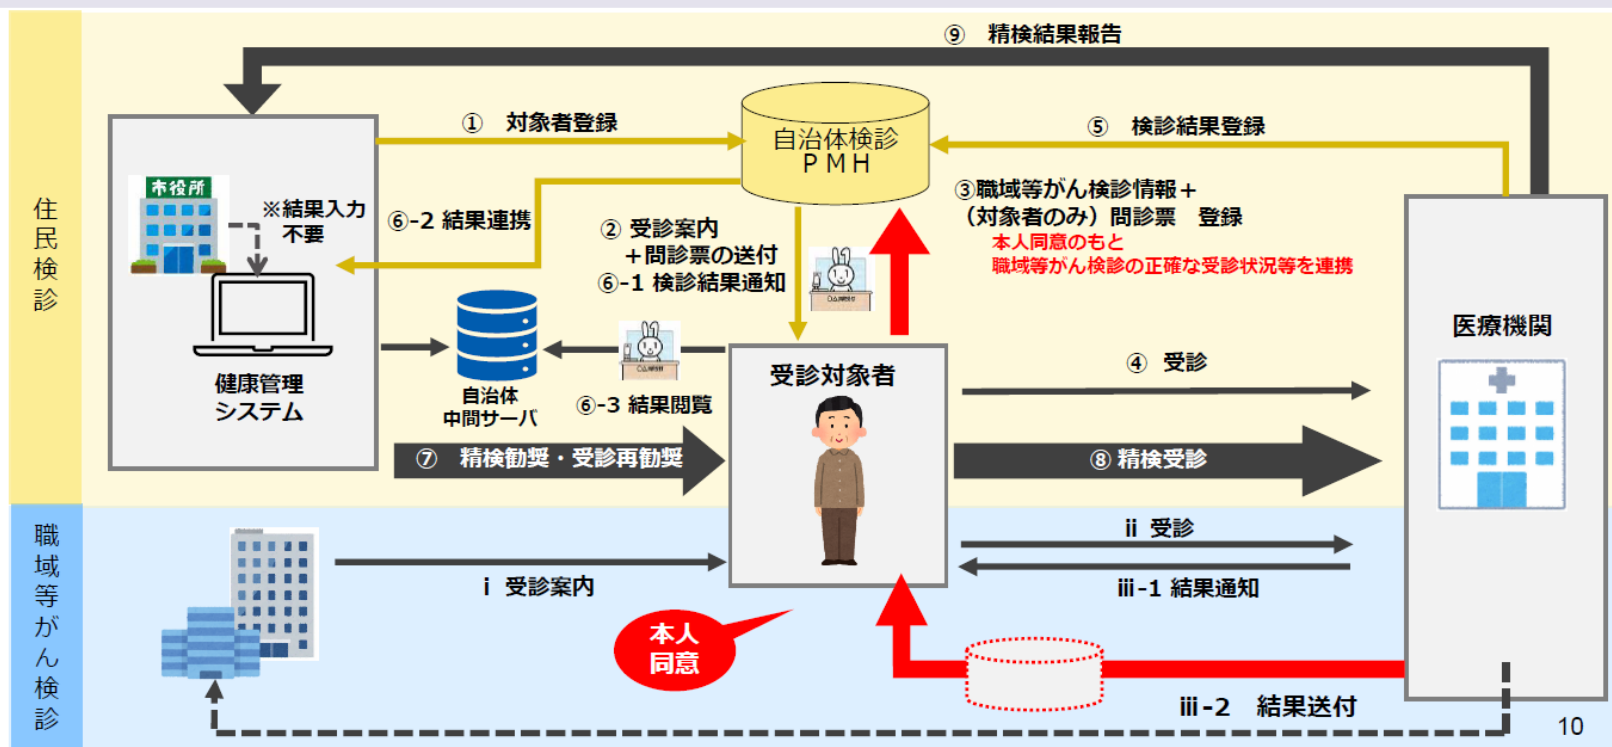 ⑨ 精検結果報告
住民検診
① 対象者登録
自治体検診
PMH
⑤ 検診結果登録
市役所
※結果入力
不要
⑥-2 結果連携
② 受診案内
+問診票の送付
⑥-1 検診結果通知
③職域等がん検診情報+
(対象者のみ)問診票 登録
本人同意のもと
職域等がん検診の正確な受診状況等を連携
健康管理
システム
自治体
中間サーバ
⑥-3 結果閲覧
受診対象者
④ 受診
医療機関
⑦ 精検勧奨・受診再勧奨
⑧ 精検受診
職域等がん検診
ⅰ 受診案内
ⅱ 受診
ⅲ-1 結果通知
本人
同意
ⅲ-2 結果送付
10